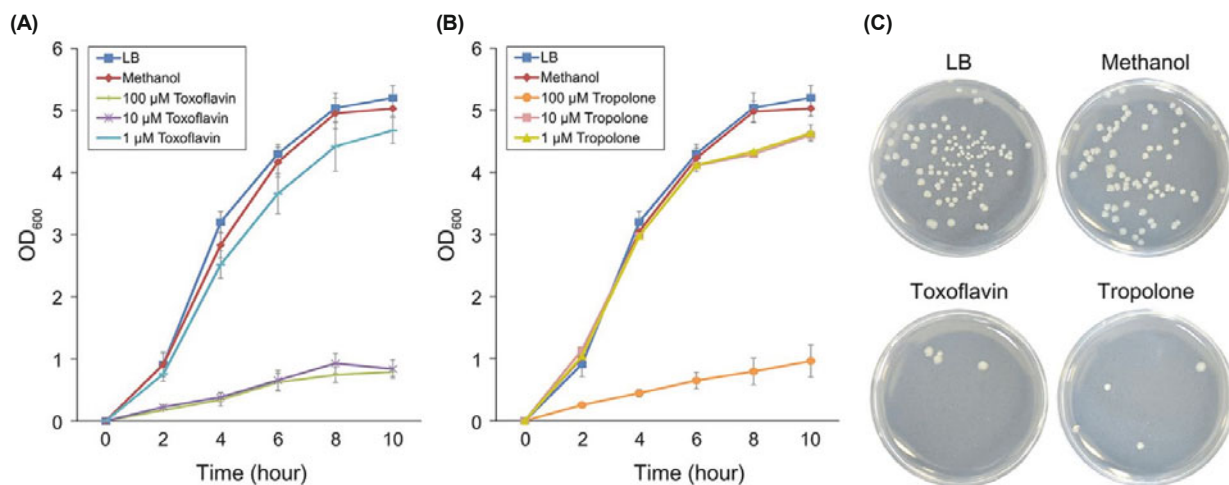 (A)
OD600
6
5
4
3
2
1
0
LB
Methanol
100 µM Toxoflavin
10 µM Toxoflavin
1 µM Toxoflavin
0 2 4 6 8 10
Time (hour)
(B)
OD600
6
5
4
3
2
1
0
LB
Methanol
100 µM Tropolone
10 µM Tropolone
1 µM Tropolone
0 2 4 6 8 10
Time (hour)
(C)
LB Methanol
Toxoflavin Tropolone